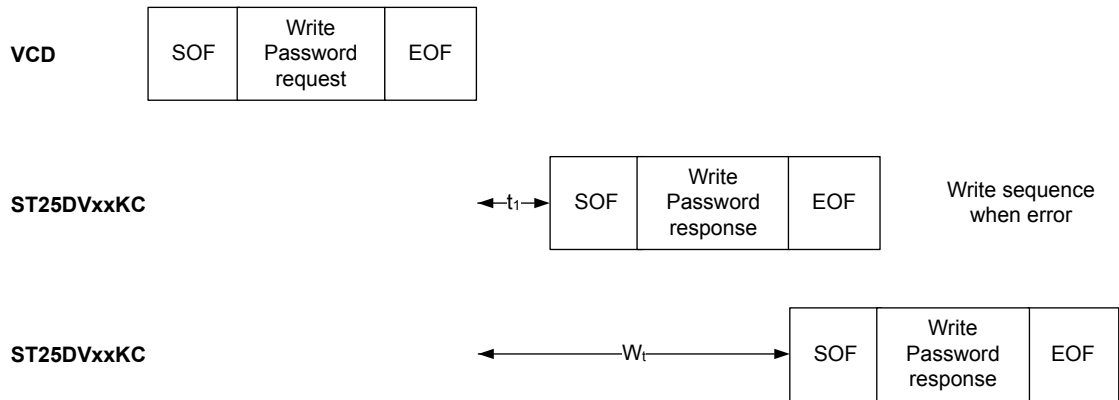 VCD
SOF
Write
Password
request
EOF
ST25DVxxKC
t1
SOF
Write
Password
response
EOF
Write sequence
when error
ST25DVxxKC
Wt
SOF
Write
Password
response
EOF